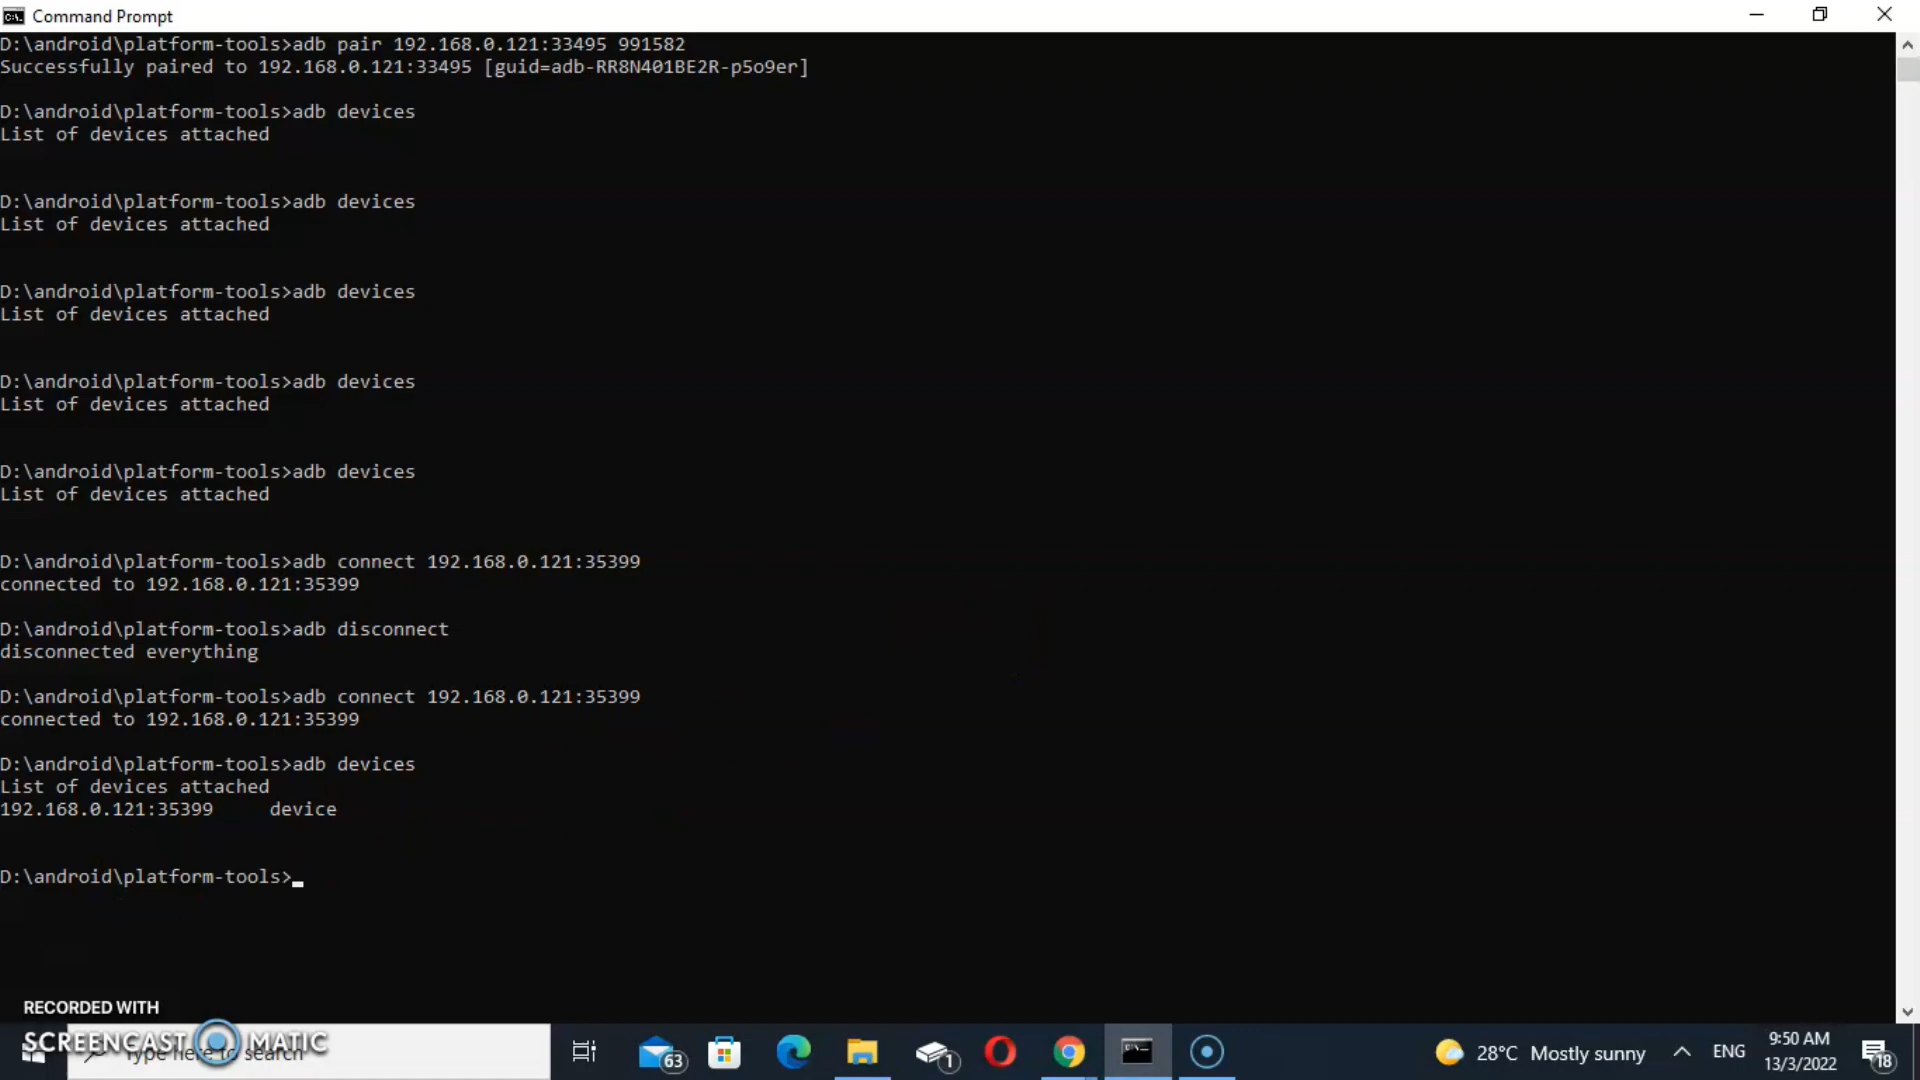 Command Prompt
D:\android\platform-tools>adb pair 192.168.0.121:33495 991582
Successfully paired to 192.168.0.121:33495 [guid=adb-RR8N401BE2R-p5o9er]
D:\android\platform-tools>adb devices
List of devices attached
D:\android\platform-tools>adb devices
List of devices attached
D:\android\platform-tools>adb devices
List of devices attached
D:\android\platform-tools>adb devices
List of devices attached
D:\android\platform-tools>adb devices
List of devices attached
D:\android\platform-tools>adb connect 192.168.0.121:35399
connected to 192.168.0.121:35399
D:\android\platform-tools>adb disconnect
disconnected everything
D:\android\platform-tools>adb connect 192.168.0.121:35399
connected to 192.168.0.121:35399
D:\android\platform-tools>adb devices
List of devices attached
192.168.0.121:35399     device
D:\android\platform-tools>
RECORDED WITH
SCREENCAST MATIC
Type here to search
63
1
28°C Mostly sunny
ENG
9:50 AM
13/3/2022
18